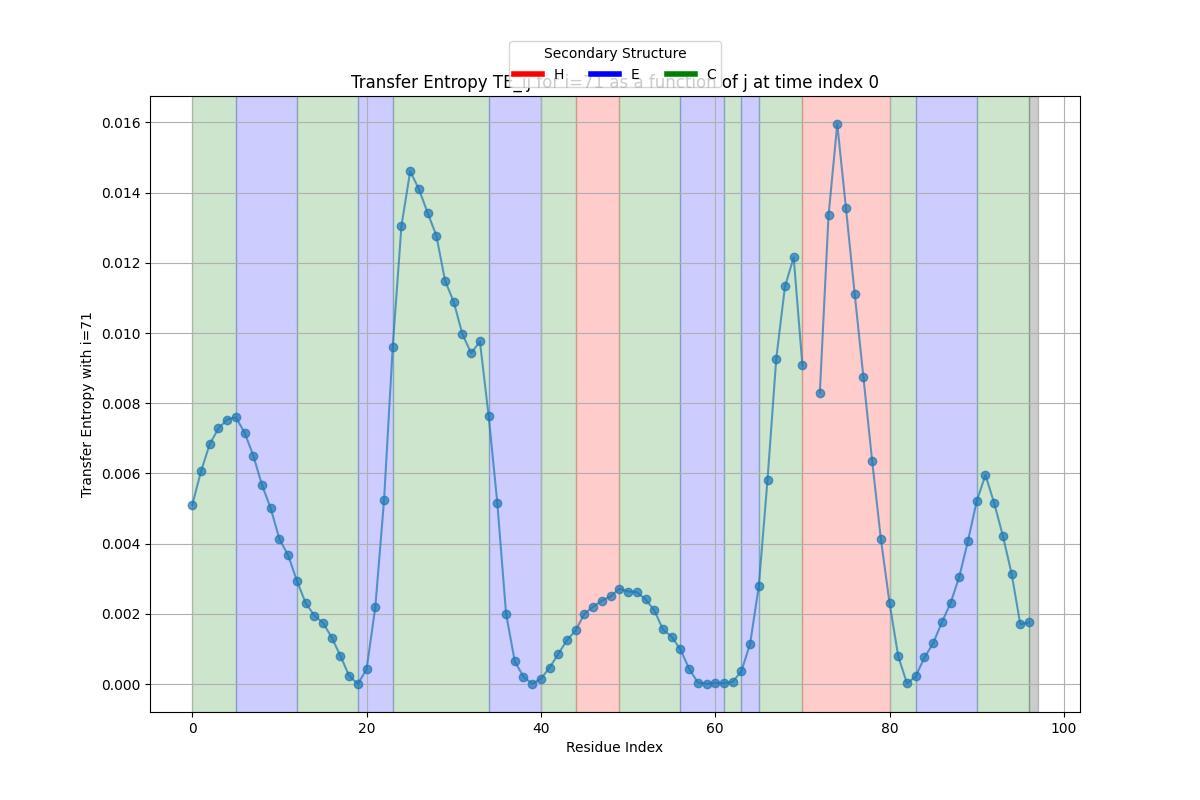 Secondary Structure
H E C
Transfer Entropy TE_ij for i=71 as a function of j at time index 0
0.016
0.014
0.012
0.010
0.008
0.006
0.004
0.002
0.000
Transfer Entropy with i=71
0 20 40 60 80 100
Residue Index